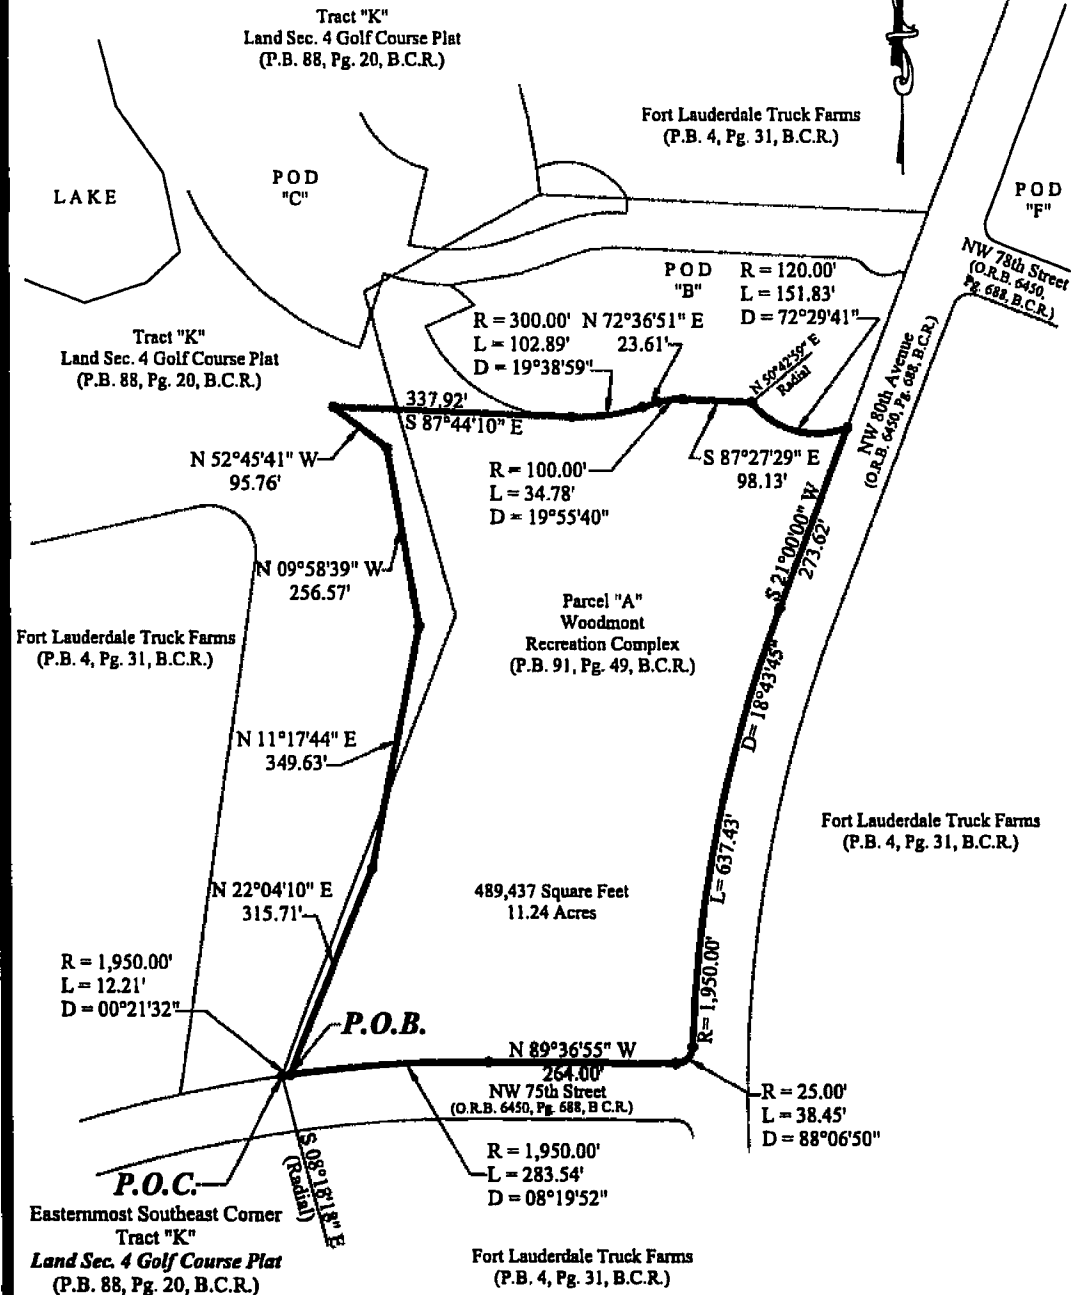 Tract "K"
Land Sec. 4 Golf Course Plat
(P.B. 88, Pg. 20, B.C.R.)
Fort Lauderdale Truck Farms
(P.B. 4, Pg. 31, B.C.R.)
LAKE
POD
"C"
POD
"F"
NW 78th Street
(O.R.B. 6450,
Pg. 688, B.C.R.)
POD
"B"
R = 120.00'
L = 151.83'
D = 72°29'41"
R = 300.00'
L = 102.89'
D = 19°38'59"
N 72°36'51" E
23.61'
Tract "K"
Land Sec. 4 Golf Course Plat
(P.B. 88, Pg. 20, B.C.R.)
N 50°42'59" E
Radial
NW 80th Avenue
(O.R.B. 6450, Pg. 688, B.C.R.)
337.92'
S 87°44'10" E
N 52°45'41" W
95.76'
R = 100.00'
L = 34.78'
D = 19°55'40"
S 87°27'29" E
98.13'
S 21°00'00" W
273.62'
N 09°58'39" W
256.57'
Parcel "A"
Woodmont
Recreation Complex
(P.B. 91, Pg. 49, B.C.R.)
Fort Lauderdale Truck Farms
(P.B. 4, Pg. 31, B.C.R.)
D= 18°43'45"
N 11°17'44" E
349.63'
L= 637.43'
Fort Lauderdale Truck Farms
(P.B. 4, Pg. 31, B.C.R.)
N 22°04'10" E
315.71'
489,437 Square Feet
11.24 Acres
R= 1,950.00'
R = 1,950.00'
L = 12.21'
D = 00°21'32"
P.O.B.
N 89°36'55" W
264.00'
NW 75th Street
(O.R.B. 6450, Pg. 688, B C.R.)
R = 25.00'
L = 38.45'
D = 88°06'50"
S 08°18'18" E
(Radial)
R = 1,950.00'
L = 283.54'
D = 08°19'52"
P.O.C.
Easternmost Southeast Corner
Tract "K"
Land Sec. 4 Golf Course Plat
(P.B. 88, Pg. 20, B.C.R.)
Fort Lauderdale Truck Farms
(P.B. 4, Pg. 31, B.C.R.)